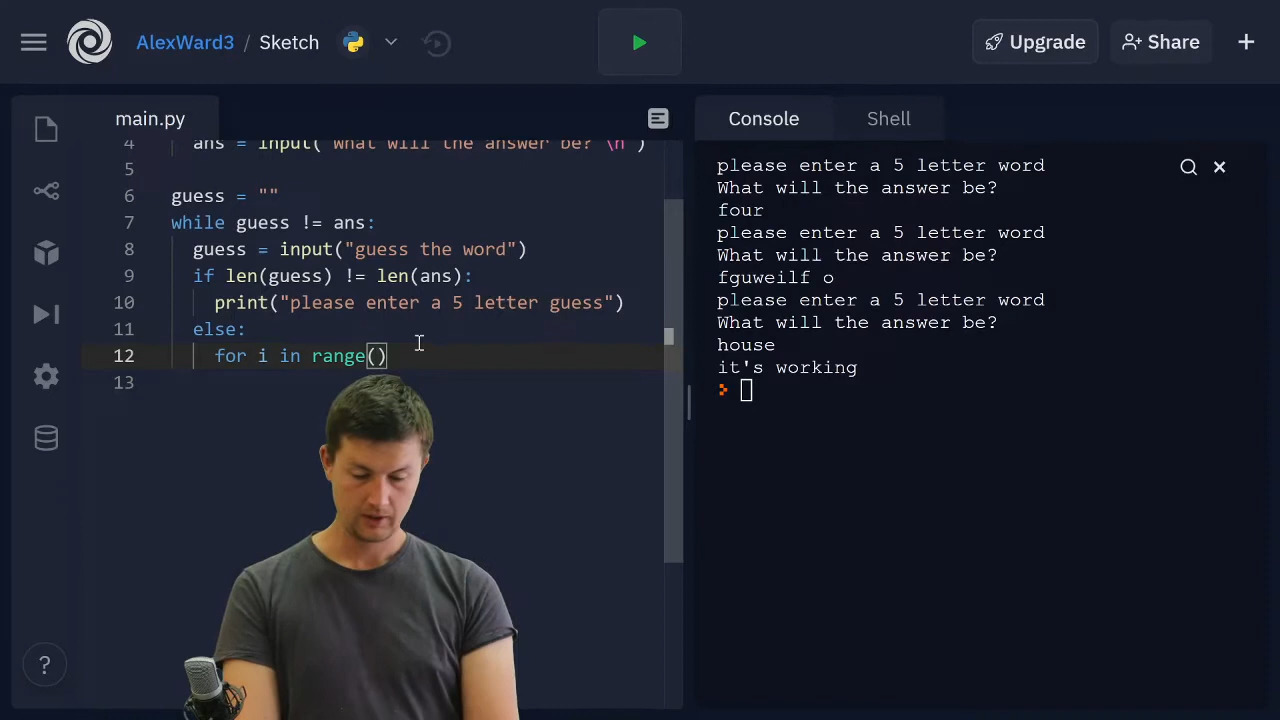 AlexWard3 / Sketch
Upgrade
Share
main.py
4 ans = input("What will the answer be? \n")
5
6 guess = ""
7 while guess != ans:
8 guess = input("guess the word")
9 if len(guess) != len(ans):
10 print("please enter a 5 letter guess")
11 else:
12 for i in range()
13
?
Console Shell
please enter a 5 letter word
What will the answer be?
four
please enter a 5 letter word
What will the answer be?
fguweilf o
please enter a 5 letter word
What will the answer be?
house
it's working